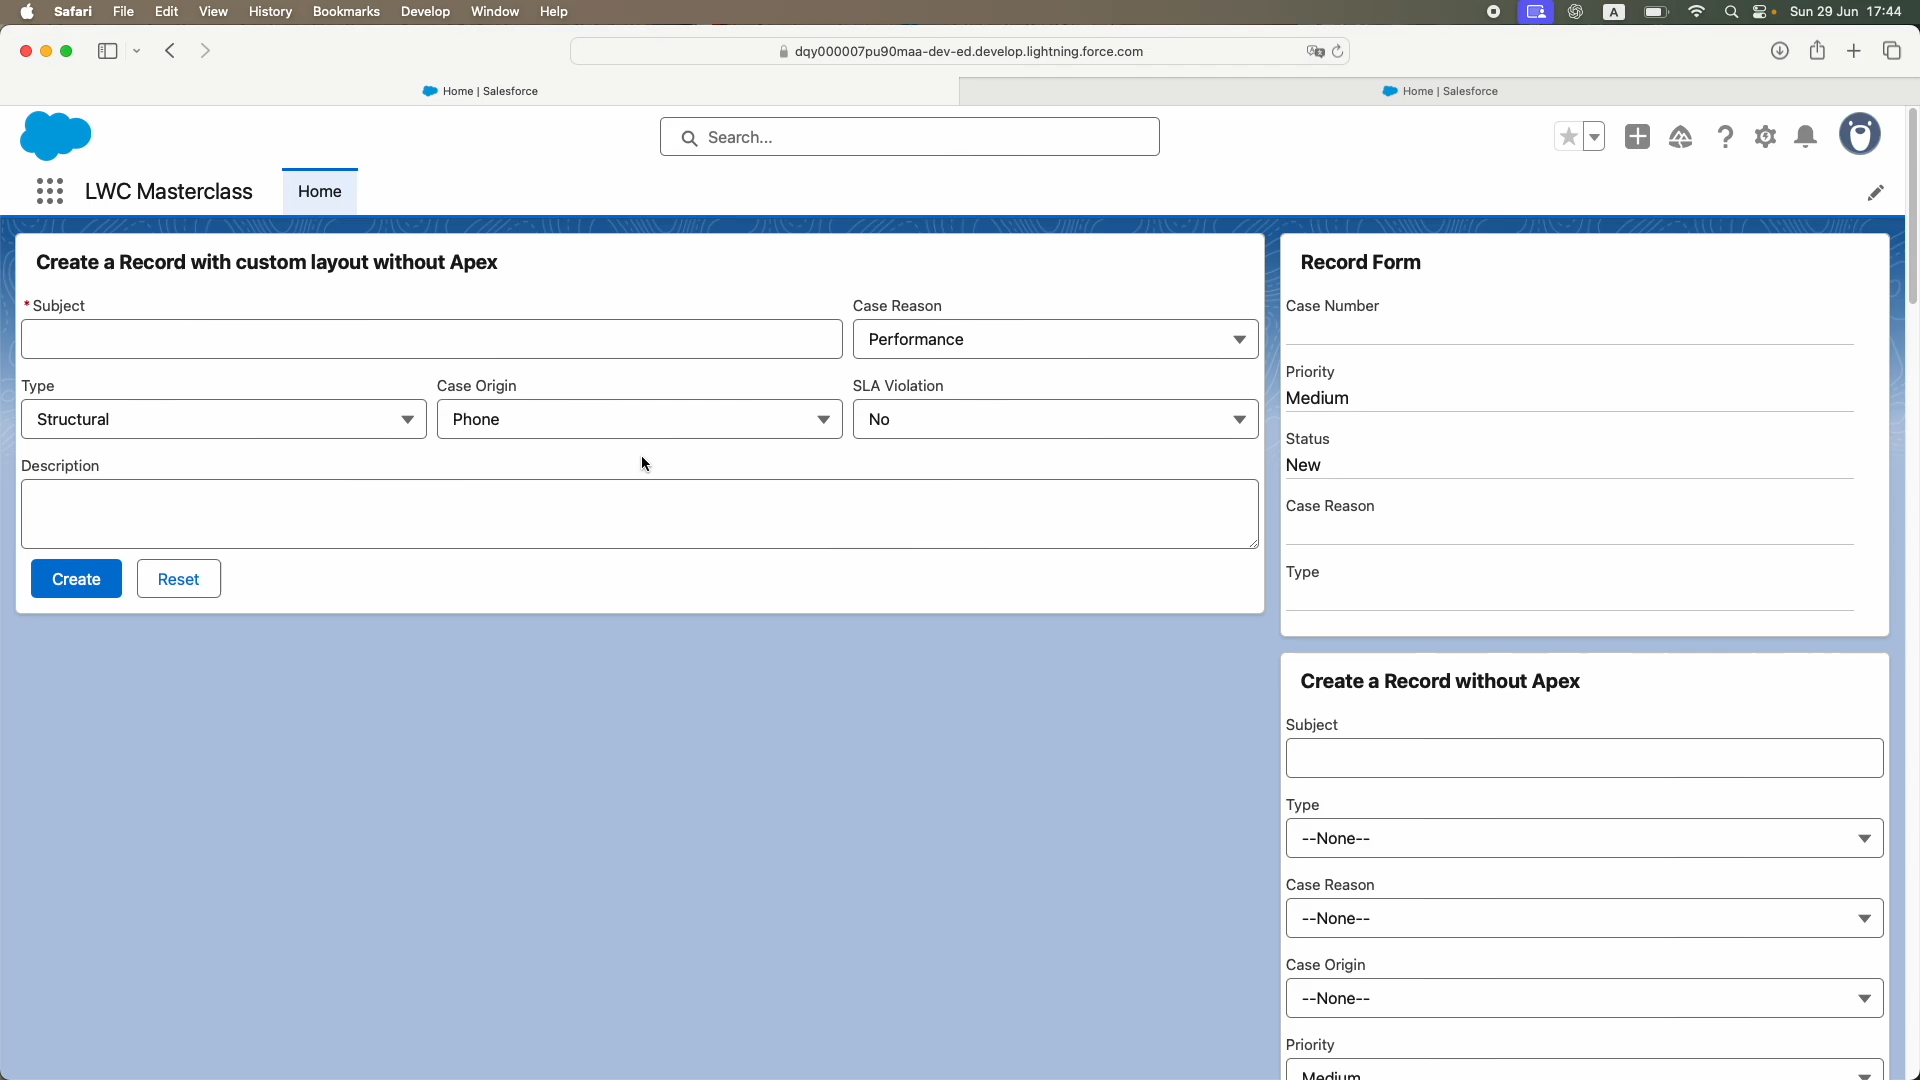 Safari File Edit View History Bookmarks Develop Window Help A Sun 29 Jun 17:44
dqy000007pu90maa-dev-ed.develop.lightning.force.com
Home | Salesforce
Home | Salesforce
Search...
LWC Masterclass
Home
Create a Record with custom layout without Apex
* Subject
Case Reason
Performance
Type
Case Origin
SLA Violation
Structural
Phone
No
Description
Create
Reset
Record Form
Case Number
Priority
Medium
Status
New
Case Reason
Type
Create a Record without Apex
Subject
Type
--None--
Case Reason
--None--
Case Origin
--None--
Priority
Medium